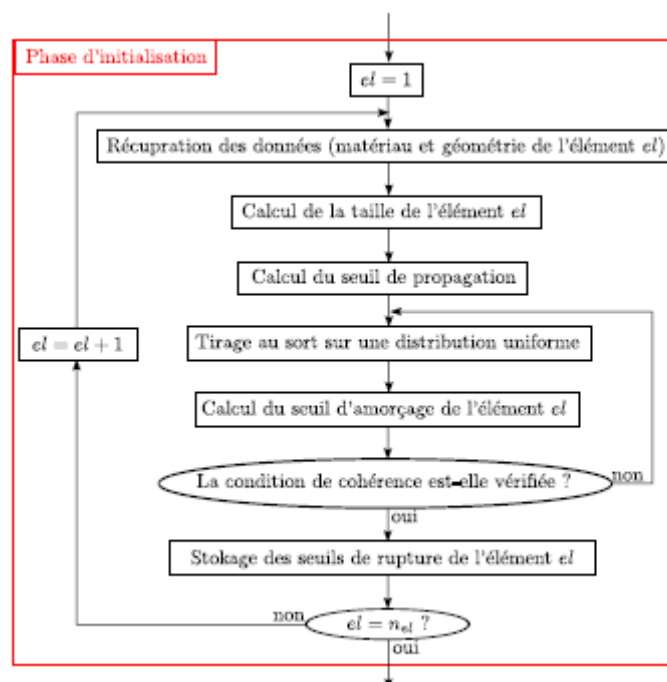 Phase d'initialisation
el = 1
Récupration des données (matériau et géométrie de l'élément el)
Calcul de la taille de l'élément el
Calcul du seuil de propagation
el = el + 1
Tirage au sort sur une distribution uniforme
Calcul du seuil d'amorçage de l'élément el
La condition de cohérence est-elle vérifiée ?
non
oui
Stokage des seuils de rupture de l'élément el
non
el = n_el ?
oui